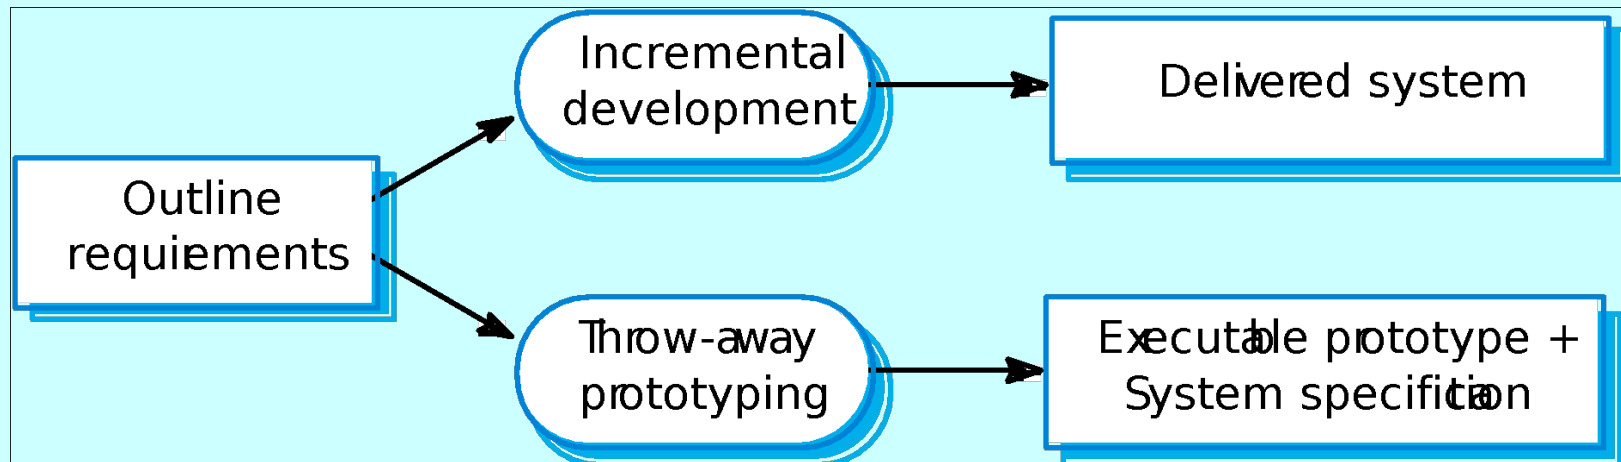 Incremental
development
Delivered system
Outline
requirements
Throw-away
prototyping
Executable prototype +
System specification